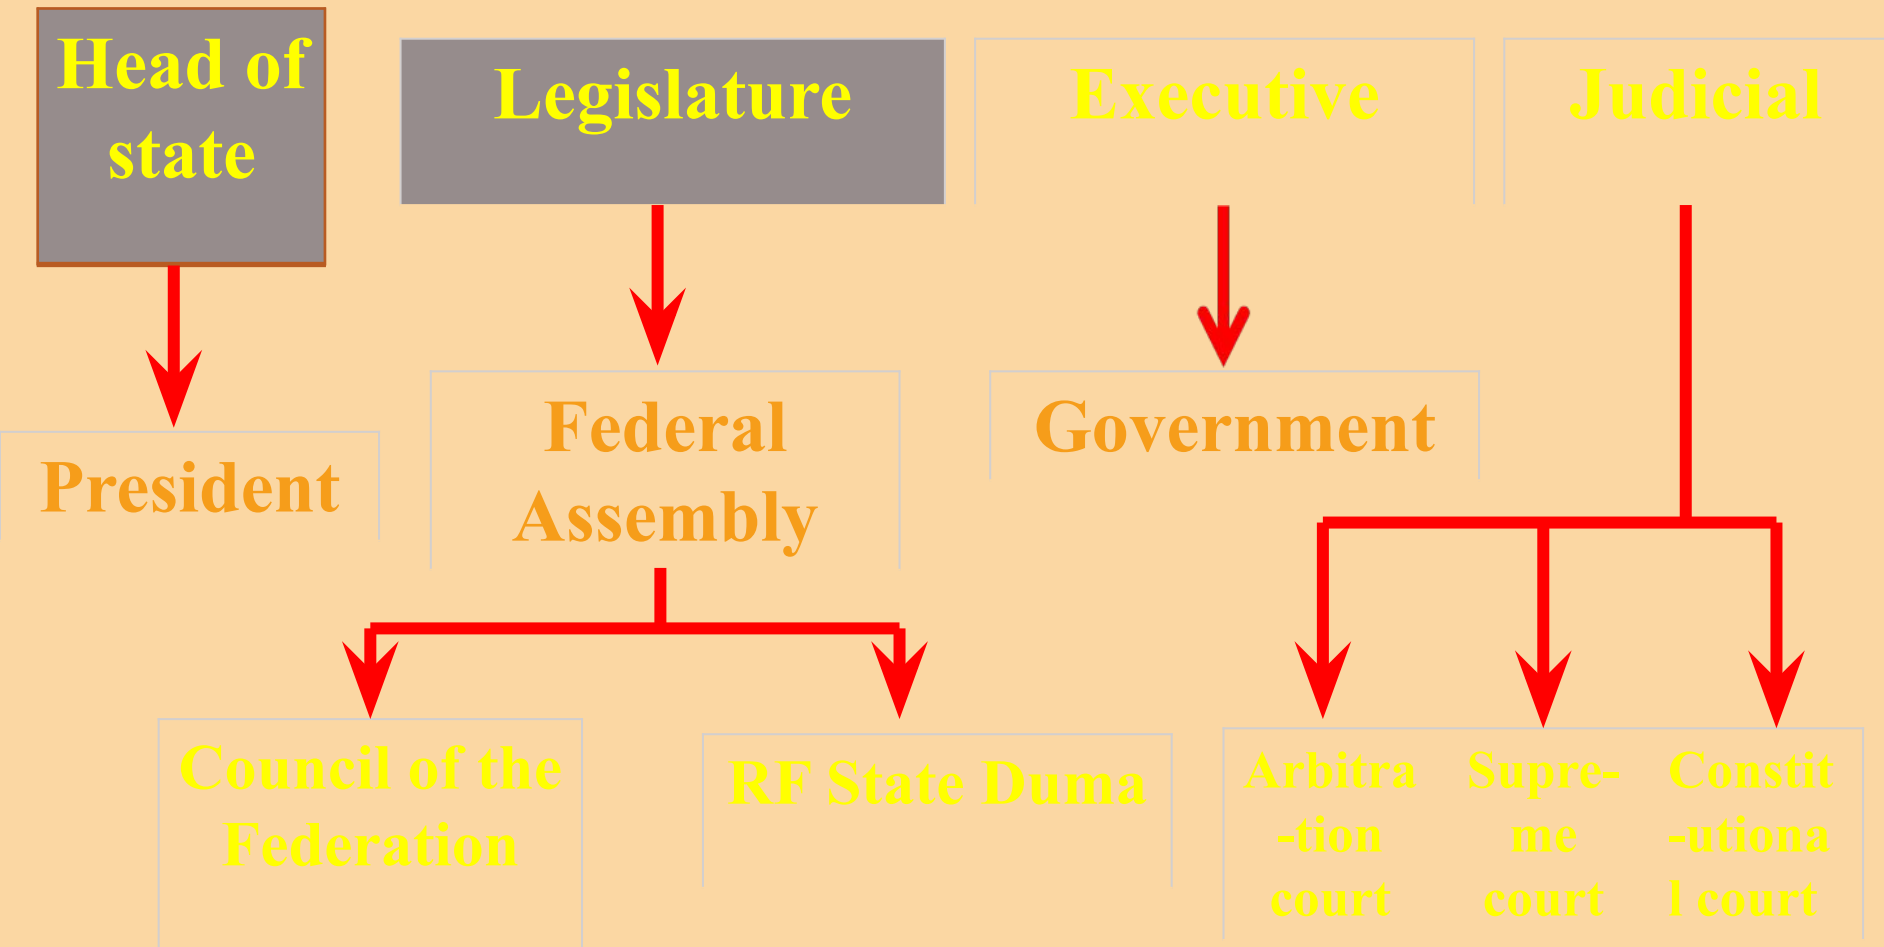 Head of
state
Legislature
Executive
Judicial
President
Federal
Assembly
Government
Council of the
Federation
RF State Duma
Arbitra
-tion
court
Supre-
me
court
Constit
-utiona
l court